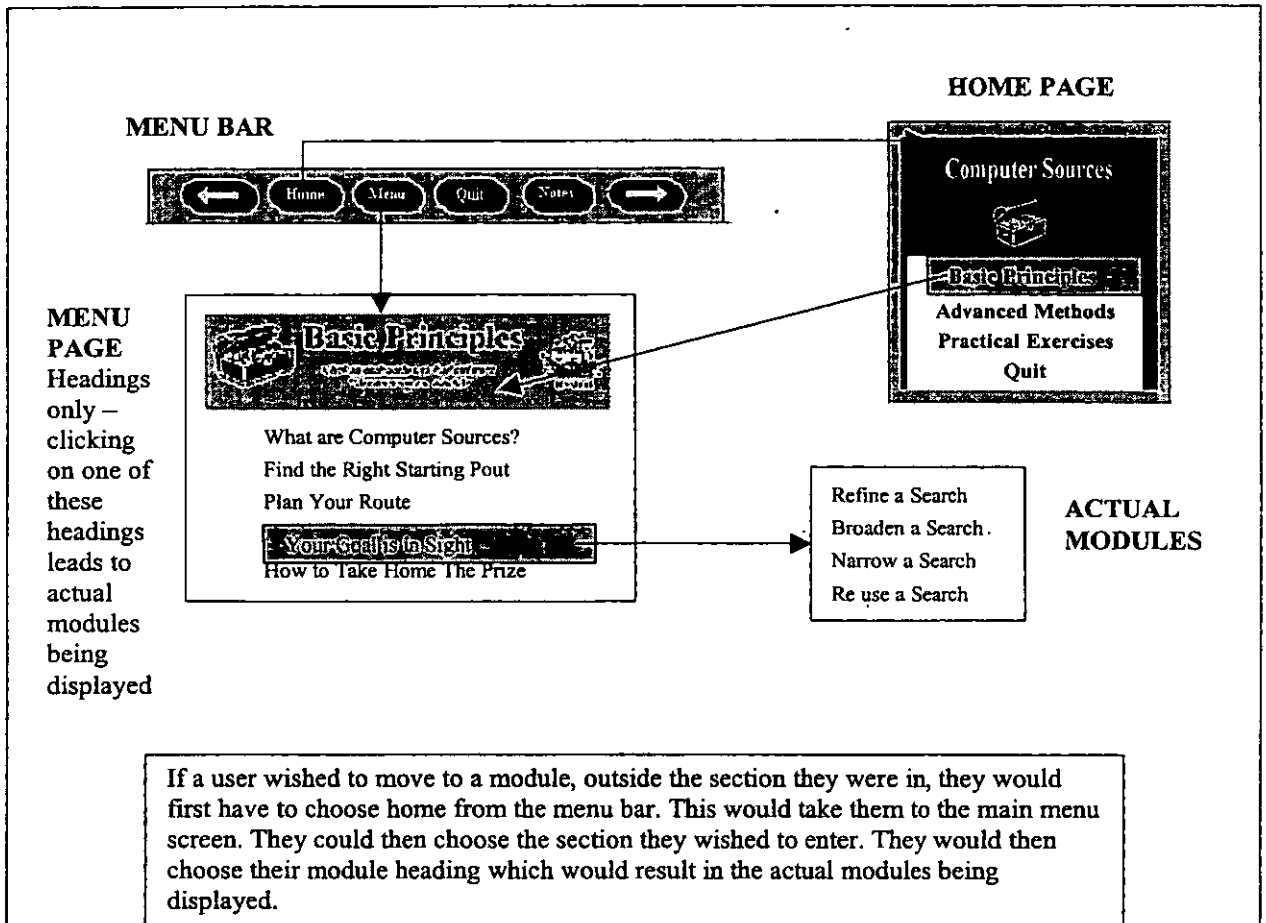 HOME PAGE
MENU BAR
Home Menu Quit Notes
Computer Sources
Basic Principles
Advanced Methods
Practical Exercises
Quit
MENU
PAGE
Headings
only –
clicking
on one of
these
headings
leads to
actual
modules
being
displayed
Basic Principles
What are Computer Sources?
Find the Right Starting Pout
Plan Your Route
Your Goal is In Sight
How to Take Home The Prize
Refine a Search
Broaden a Search.
Narrow a Search
Re use a Search
ACTUAL
MODULES
If a user wished to move to a module, outside the section they were in, they would
first have to choose home from the menu bar. This would take them to the main menu
screen. They could then choose the section they wished to enter. They would then
choose their module heading which would result in the actual modules being
displayed.